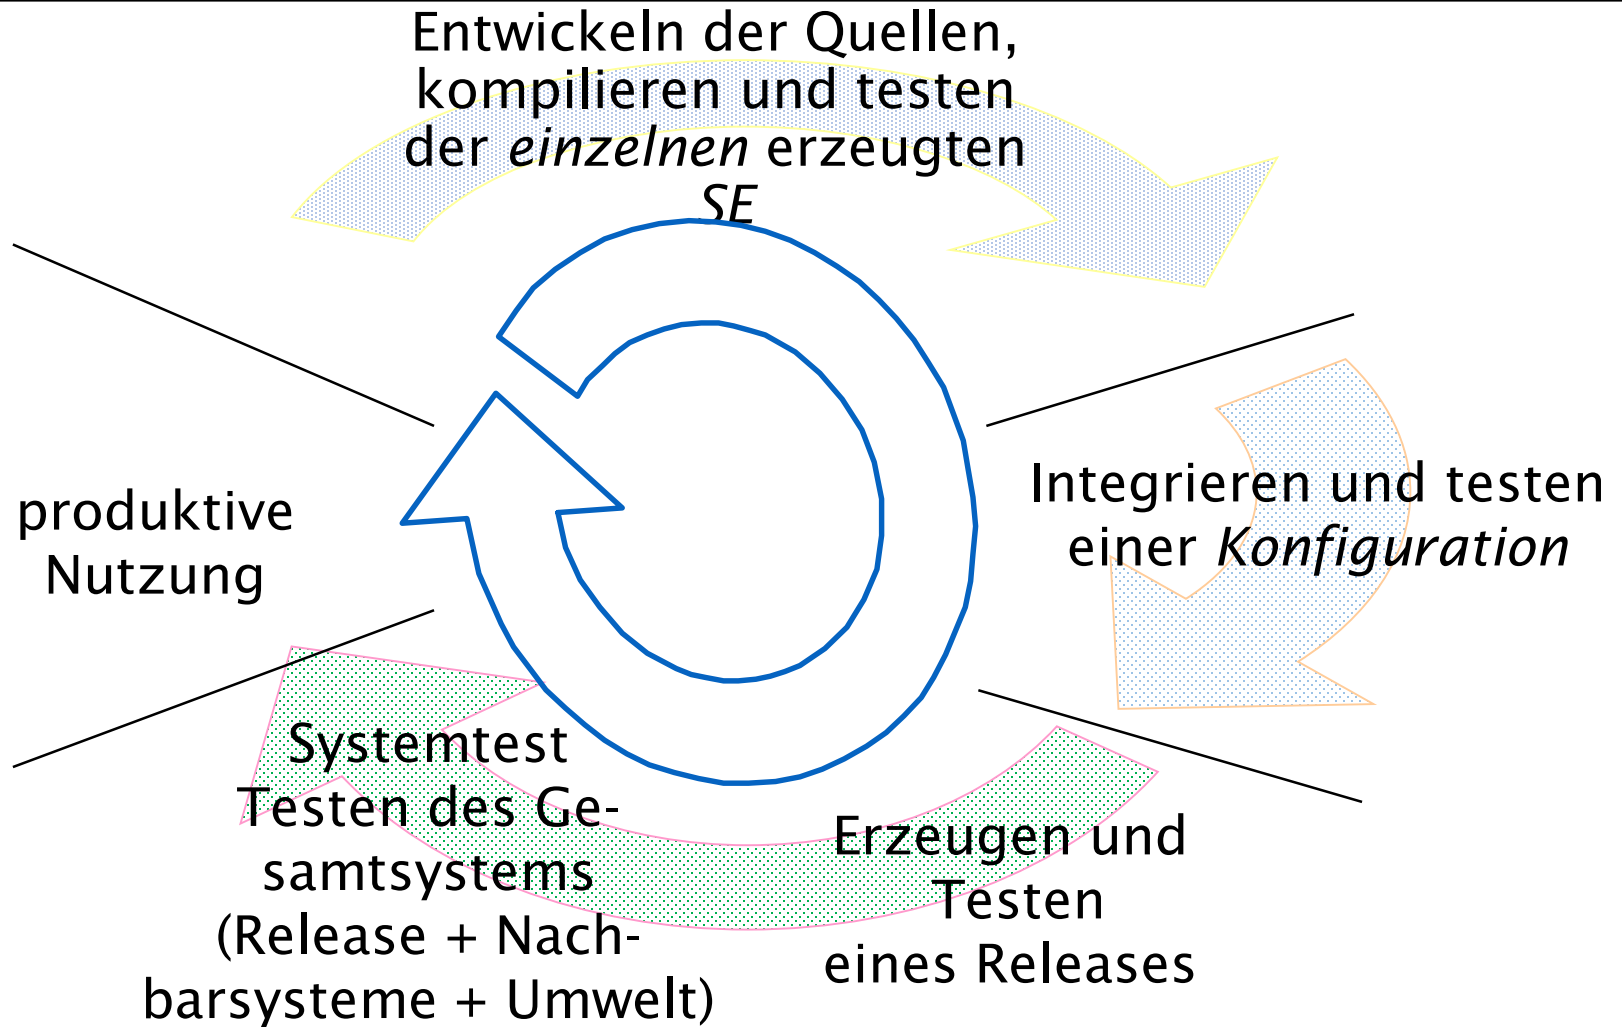 Entwickeln der Quellen,
kompilieren und testen
der einzelnen erzeugten
SE
Integrieren und testen
einer Konfiguration
produktive
Nutzung
Systemtest
Testen des Ge-
samtsystems
(Release + Nach-
barsysteme + Umwelt)
Erzeugen und
Testen
eines Releases